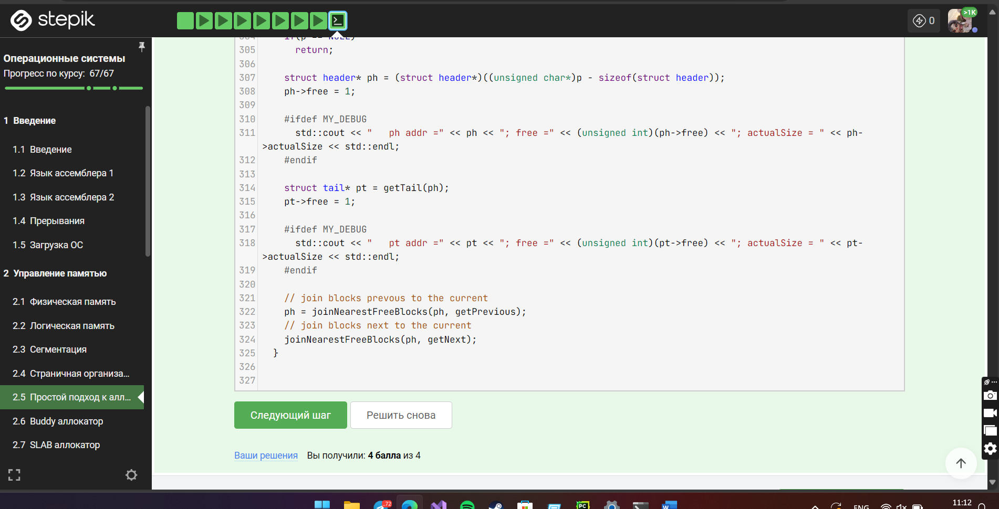 stepik
0
>1K
Операционные системы
Прогресс по курсу: 67/67
1 Введение
1.1 Введение
1.2 Язык ассемблера 1
1.3 Язык ассемблера 2
1.4 Прерывания
1.5 Загрузка ОС
2 Управление памятью
2.1 Физическая память
2.2 Логическая память
2.3 Сегментация
2.4 Страничная организа...
2.5 Простой подход к алл...
2.6 Buddy аллокатор
2.7 SLAB аллокатор
304 if(p == NULL)
305 return;
306
307 struct header* ph = (struct header*)((unsigned char*)p - sizeof(struct header));
308 ph->free = 1;
309
310 #ifdef MY_DEBUG
311 std::cout << "   ph addr =" << ph << "; free =" << (unsigned int)(ph->free) << "; actualSize = " << ph-
>actualSize << std::endl;
312 #endif
313
314 struct tail* pt = getTail(ph);
315 pt->free = 1;
316
317 #ifdef MY_DEBUG
318 std::cout << "   pt addr =" << pt << "; free =" << (unsigned int)(pt->free) << "; actualSize = " << pt-
>actualSize << std::endl;
319 #endif
320
321 // join blocks prevous to the current
322 ph = joinNearestFreeBlocks(ph, getPrevious);
323 // join blocks next to the current
324 joinNearestFreeBlocks(ph, getNext);
325 }
326
327
Следующий шаг
Решить снова
Ваши решения Вы получили: 4 балла из 4
..72
PC
W
ENG
11:12